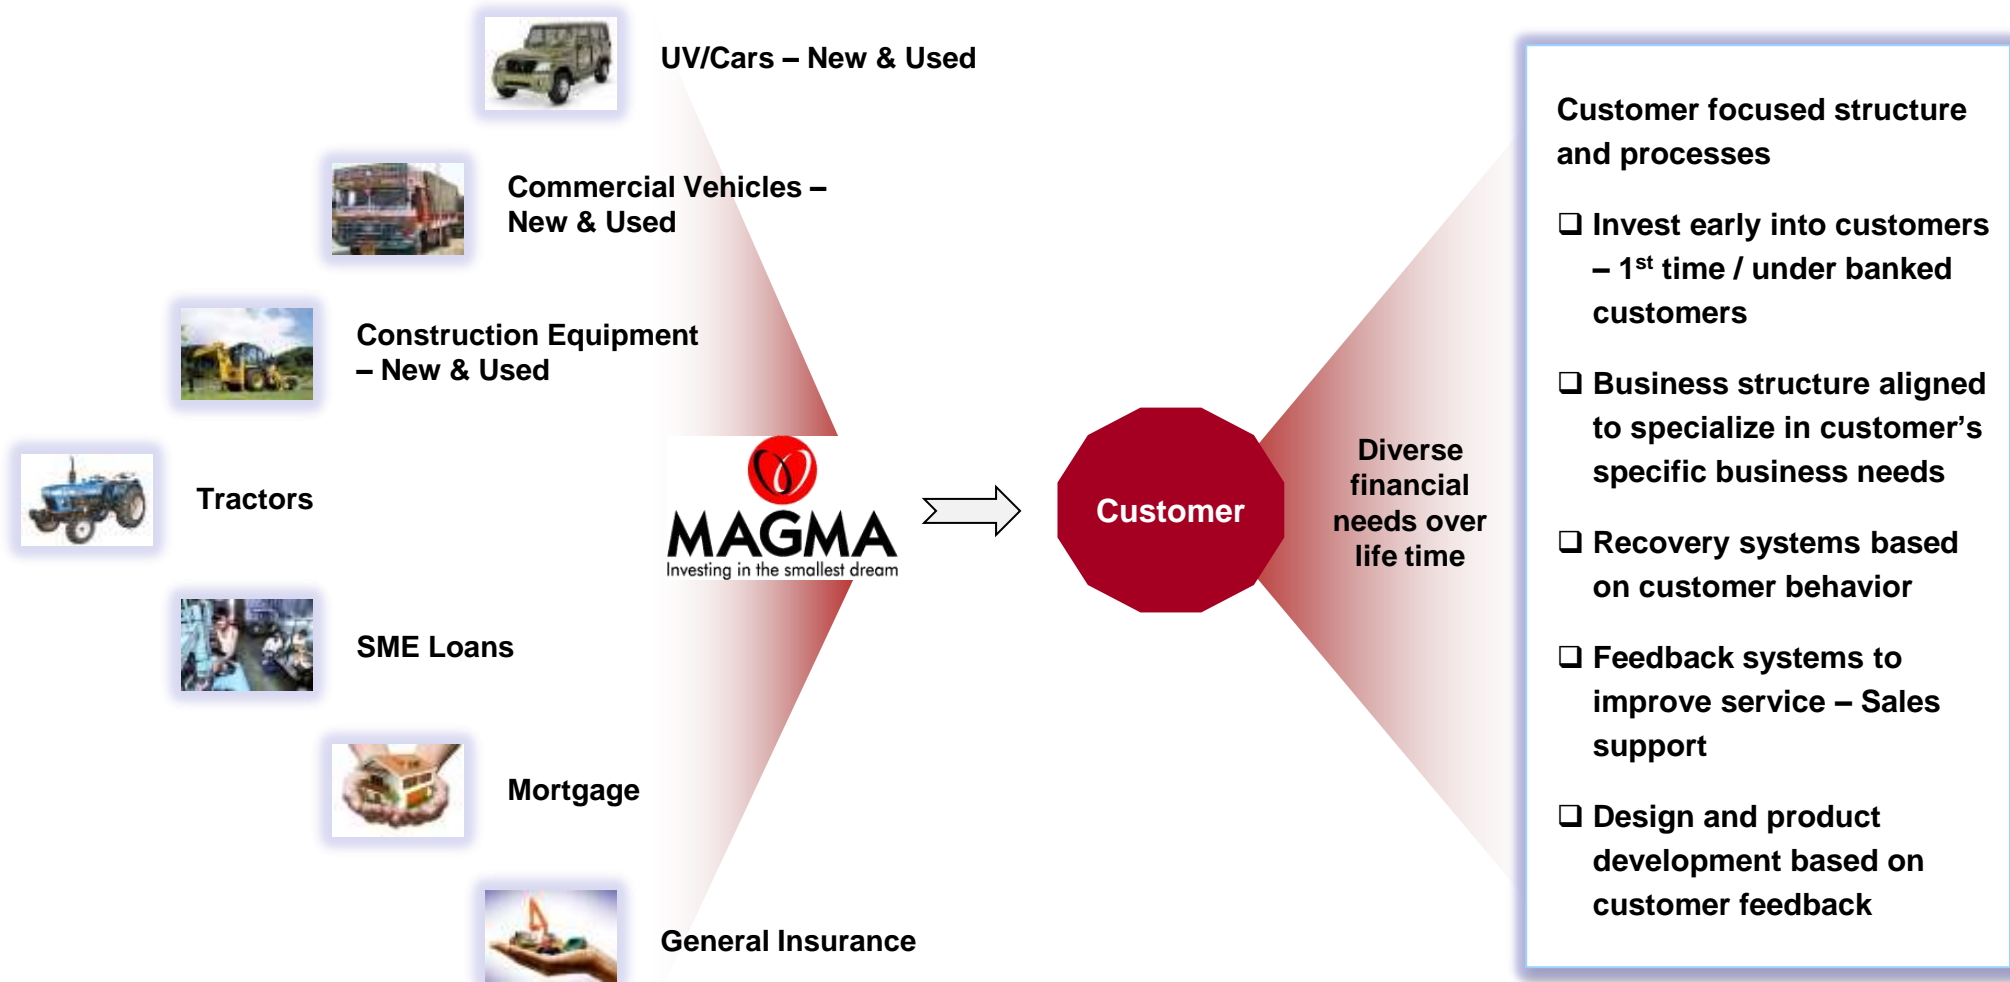 UV/Cars – New & Used
Commercial Vehicles –
New & Used
Construction Equipment
– New & Used
Tractors
SME Loans
Mortgage
General Insurance
MAGMA
Investing in the smallest dream
Customer
Diverse
financial
needs over
life time
Customer focused structure
and processes
❑ Invest early into customers
– 1st time / under banked
customers
❑ Business structure aligned
to specialize in customer’s
specific business needs
❑ Recovery systems based
on customer behavior
❑ Feedback systems to
improve service – Sales
support
❑ Design and product
development based on
customer feedback